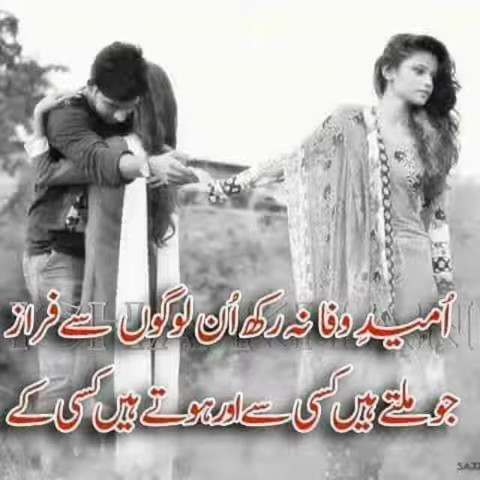 اُمیدِ وفا نہ رکھ اُن لوگوں سے فراز
جو ملتے ہیں کسی سے اور ہوتے ہیں کسی کے